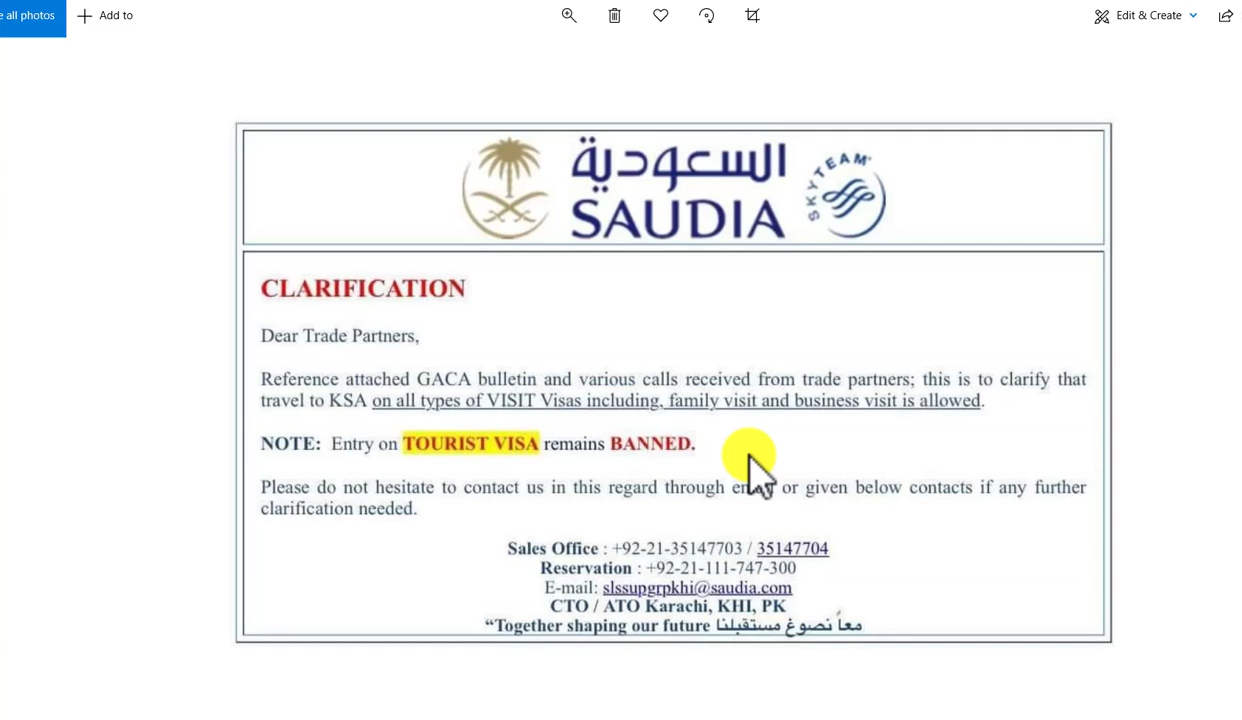 e all photos
Add to
Edit & Create
السعودية
SAUDIA
SKYTEAM
CLARIFICATION
Dear Trade Partners,
Reference attached GACA bulletin and various calls received from trade partners; this is to clarify that
travel to KSA on all types of VISIT Visas including, family visit and business visit is allowed.
NOTE: Entry on TOURIST VISA remains BANNED.
Please do not hesitate to contact us in this regard through or given below contacts if any further
clarification needed.
Sales Office : +92-21-35147703 / 35147704
Reservation : +92-21-111-747-300
E-mail: slssupgrpkhi@saudia.com
CTO / ATO Karachi, KHI, PK
“Together shaping our future معاً نصوغ مستقبلنا